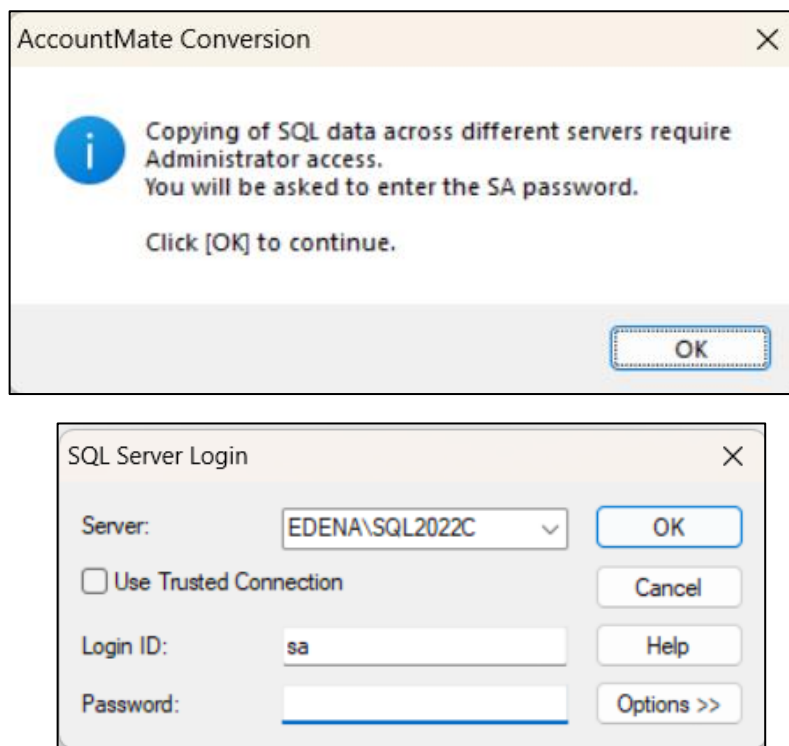 AccountMate Conversion
Copying of SQL data across different servers require
Administrator access.
You will be asked to enter the SA password.
Click [OK] to continue.
OK
SQL Server Login
Server: EDENA\SQL2022C OK
Use Trusted Connection Cancel
Login ID: sa Help
Password: Options >>